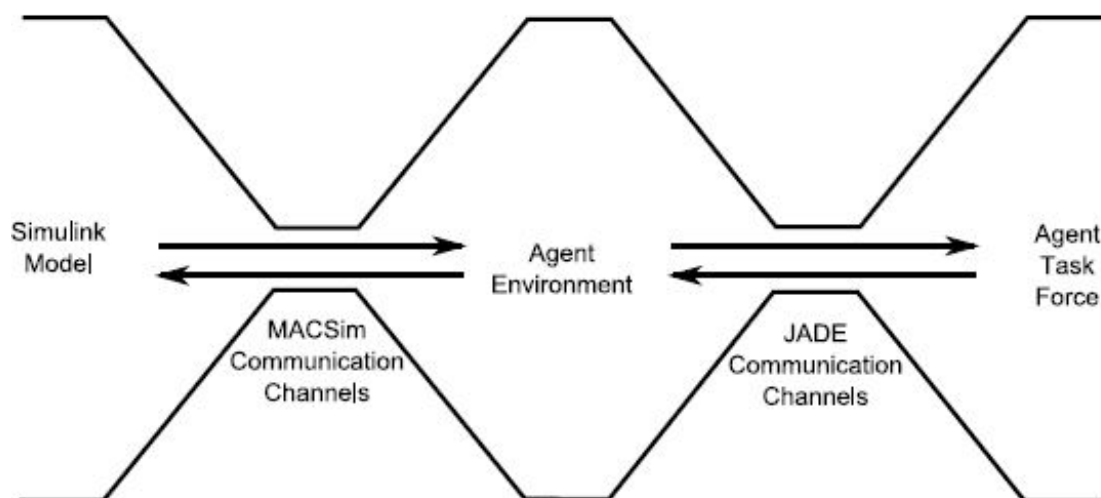 Simulink
Model
Agent
Environment
Agent
Task
Force
MACSim
Communication
Channels
JADE
Communication
Channels